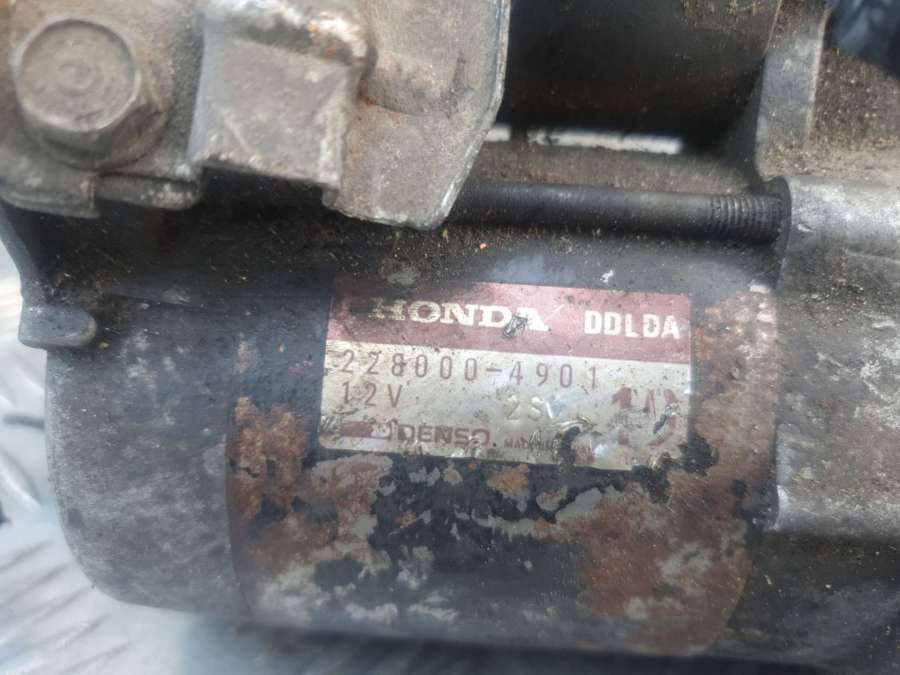 HONDA DDLDA
228000-4901
12V
DENSO